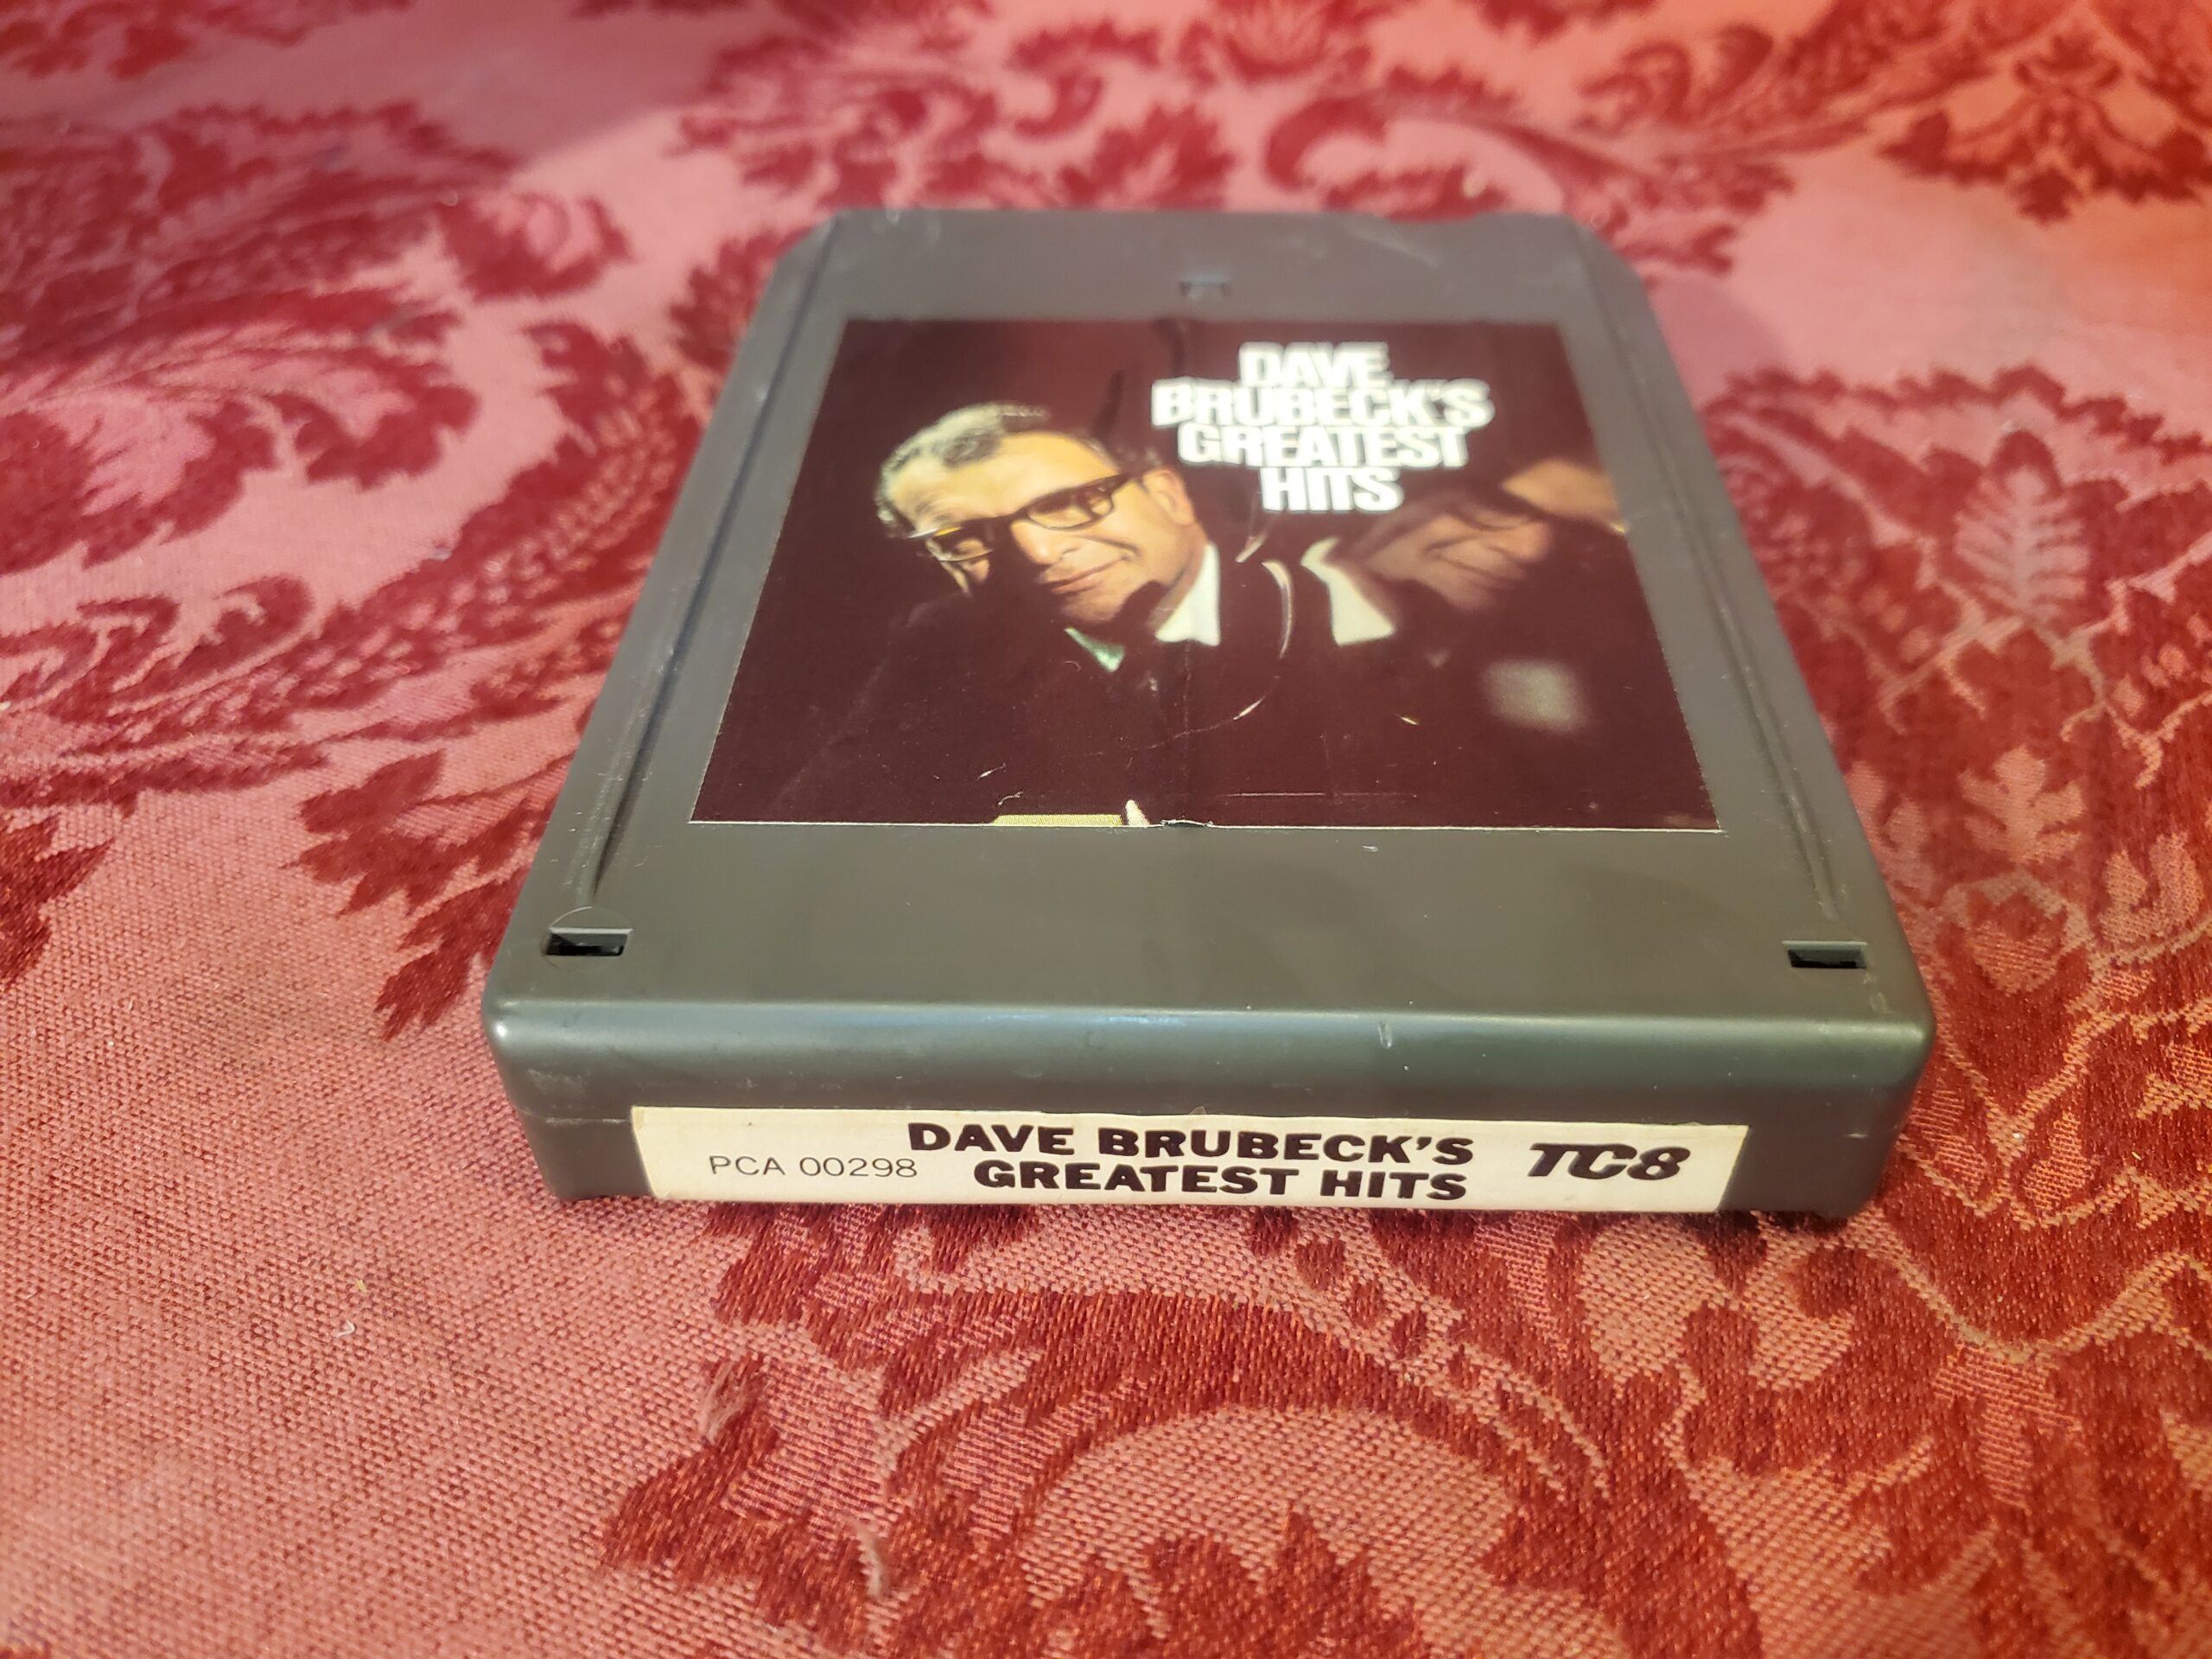 DAVE
BRUBECK'S
GREATEST
HITS
PCA 00298
DAVE BRUBECK'S
GREATEST HITS
TC8